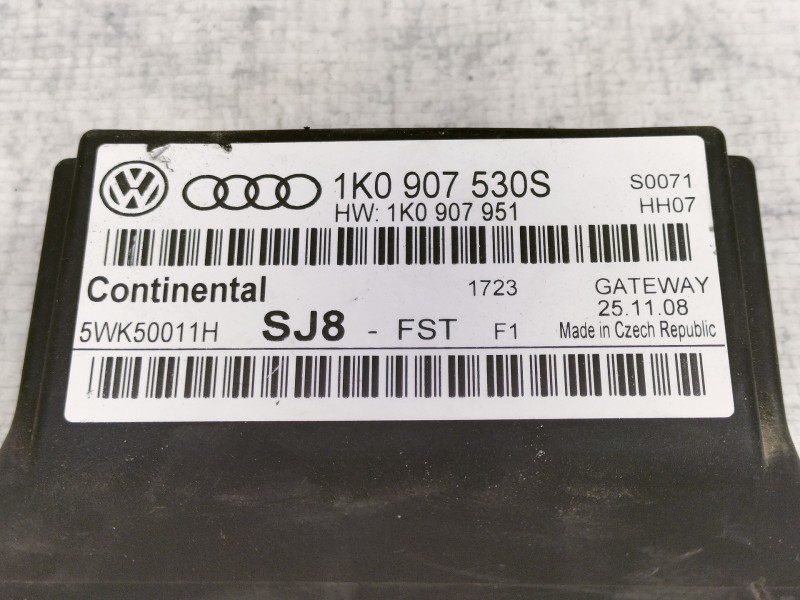 VW 1K0 907 530S S0071
HW: 1K0 907 951 HH07
Continental 1723 GATEWAY
25.11.08
5WK50011H SJ8 - FST F1 Made in Czech Republic